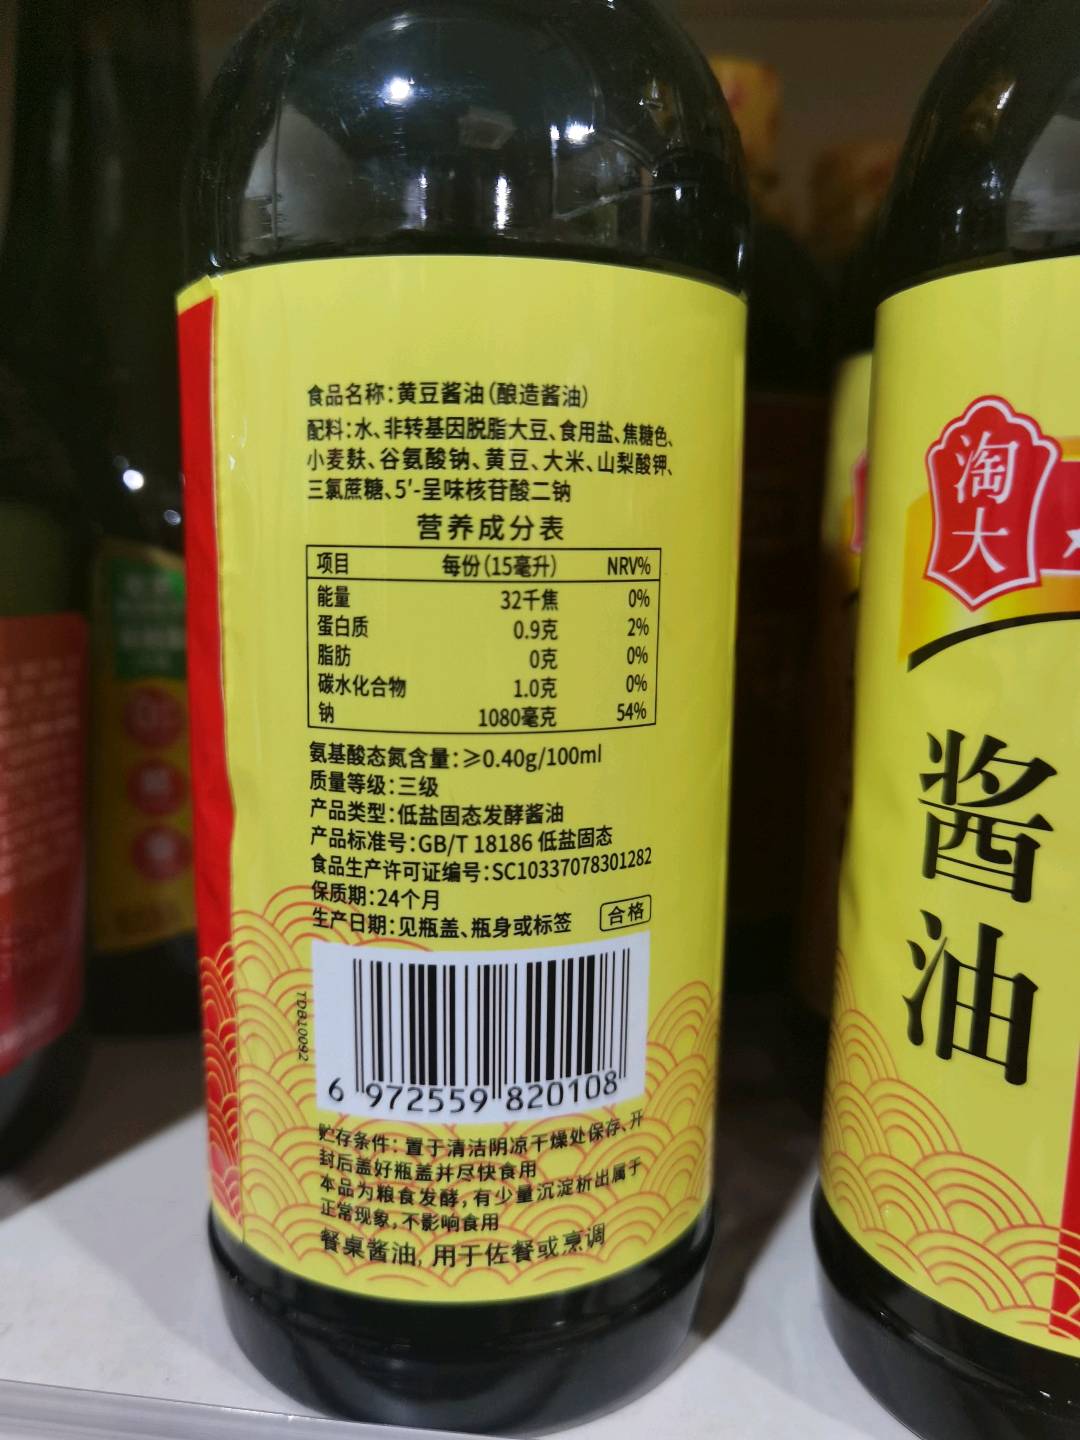 食品名称：黄豆酱油（酿造酱油）
配料：水、非转基因脱脂大豆、食用盐、焦糖色、
小麦麸、谷氨酸钠、黄豆、大米、山梨酸钾、
三氯蔗糖、5'-呈味核苷酸二钠
营养成分表
项目 每份（15毫升） NRV%
能量 32千焦 0%
蛋白质 0.9克 2%
脂肪 0克 0%
碳水化合物 1.0克 0%
钠 1080毫克 54%
氨基酸态氮含量：≥0.40g/100ml
质量等级：三级
产品类型：低盐固态发酵酱油
产品标准号：GB/T 18186 低盐固态
食品生产许可证编号：SC10337078301282
保质期：24个月
生产日期：见瓶盖、瓶身或标签 合格
TDB10092
6 972559 820108
贮存条件：置于清洁阴凉干燥处保存、开
封后盖好瓶盖并尽快食用
本品为粮食发酵，有少量沉淀析出属于
正常现象，不影响食用
餐桌酱油，用于佐餐或烹调
淘大
酱油